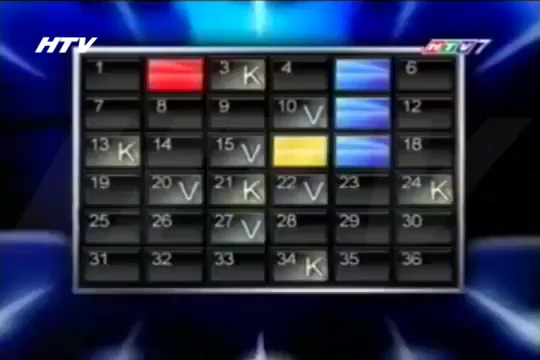 HTV
HTV7
1 3 K 4 6
7 8 9 10 V 12
13 K 14 15 V 18
19 20 V 21 K 22 V 23 24 K
25 26 27 V 28 29 30
31 32 33 34 K 35 36